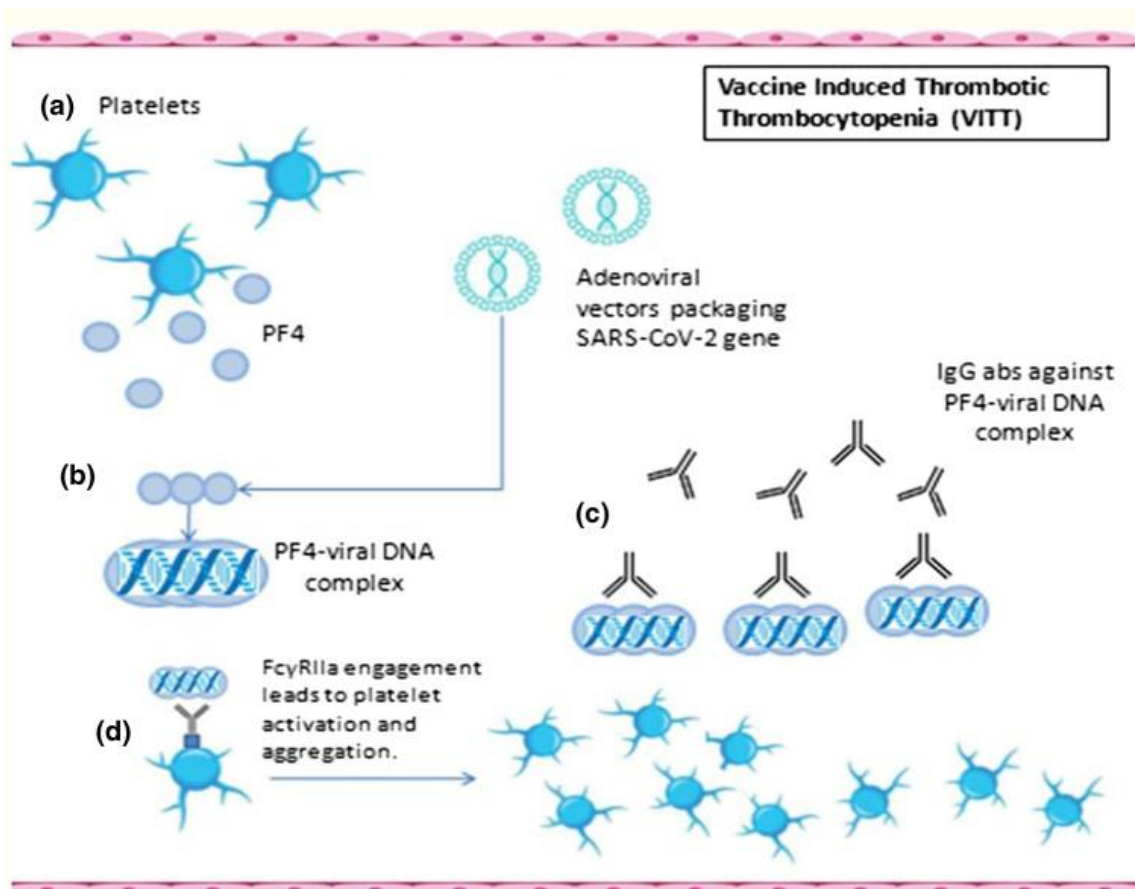 Vaccine Induced Thrombotic
Thrombocytopenia (VITT)
(a) Platelets
PF4
Adenoviral
vectors packaging
SARS-CoV-2 gene
IgG abs against
PF4-viral DNA
complex
(b)
PF4-viral DNA
complex
(c)
(d)
FcγRIIa engagement
leads to platelet
activation and
aggregation.